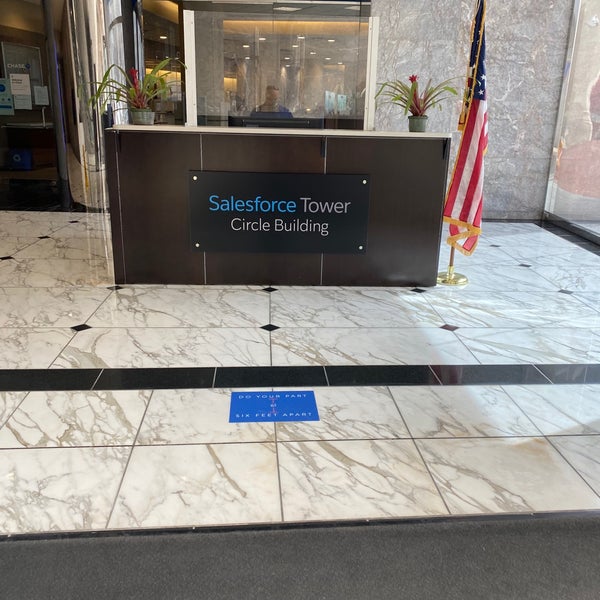 CHASE
Salesforce Tower
Circle Building
DO YOUR PART
SIX FEET APART